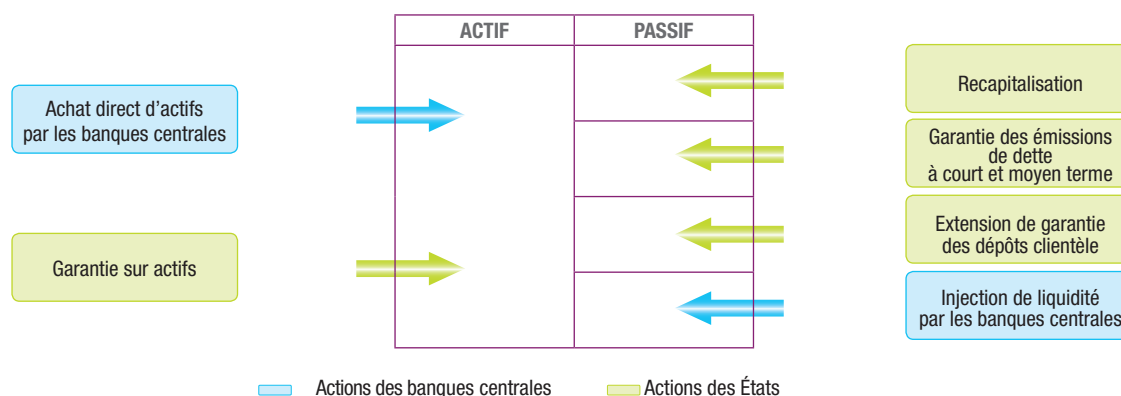 ACTIF
PASSIF
Achat direct d'actifs
par les banques centrales
Garantie sur actifs
Recapitalisation
Garantie des émissions
de dette
à court et moyen terme
Extension de garantie
des dépôts clientèle
Injection de liquidité
par les banques centrales
Actions des banques centrales
Actions des États